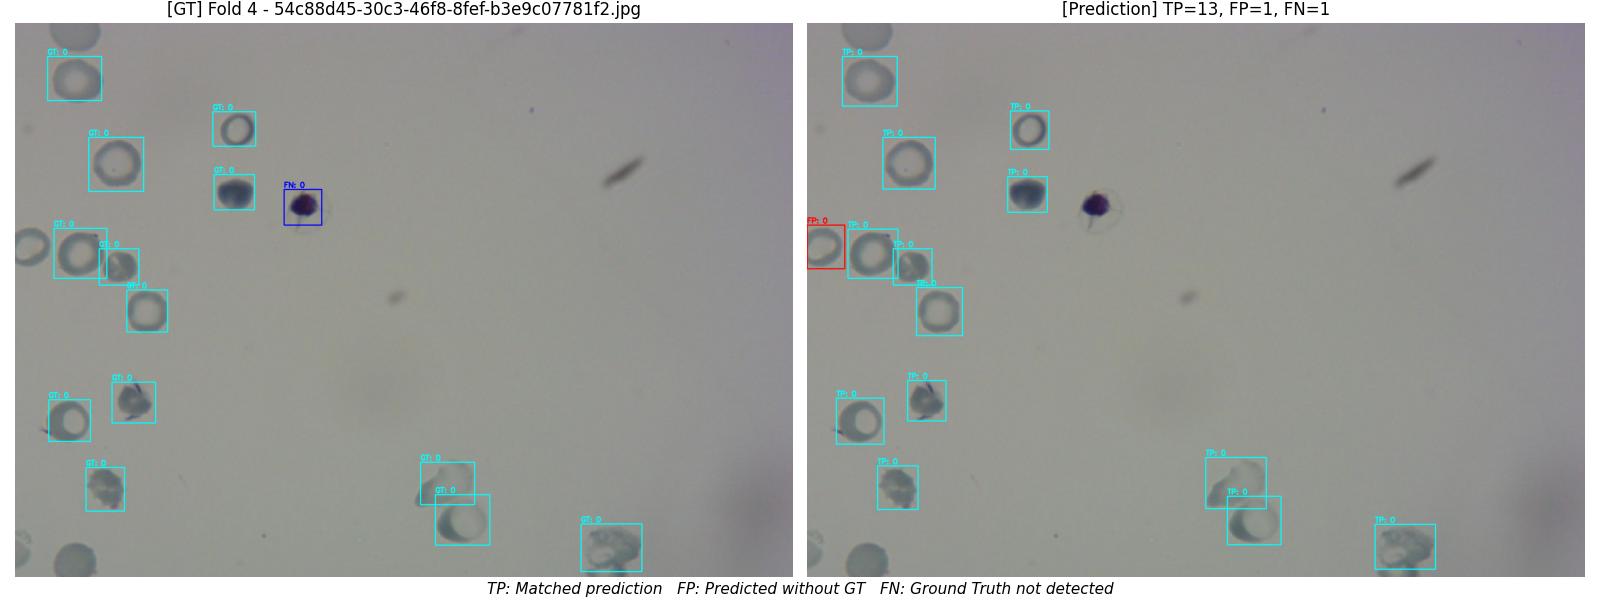 [GT] Fold 4 - 54c88d45-30c3-46f8-8fef-b3e9c07781f2.jpg
GT: 0
GT: 0
GT: 0
GT: 0
FN: 0
GT: 0
GT: 0
GT: 0
GT: 0
GT: 0
GT: 0
GT: 0
GT: 0
GT: 0
[Prediction] TP=13, FP=1, FN=1
TP: 0
TP: 0
TP: 0
TP: 0
FP: 0
TP: 0
TP: 0
TP: 0
TP: 0
TP: 0
TP: 0
TP: 0
TP: 0
TP: 0
TP: Matched prediction FP: Predicted without GT FN: Ground Truth not detected